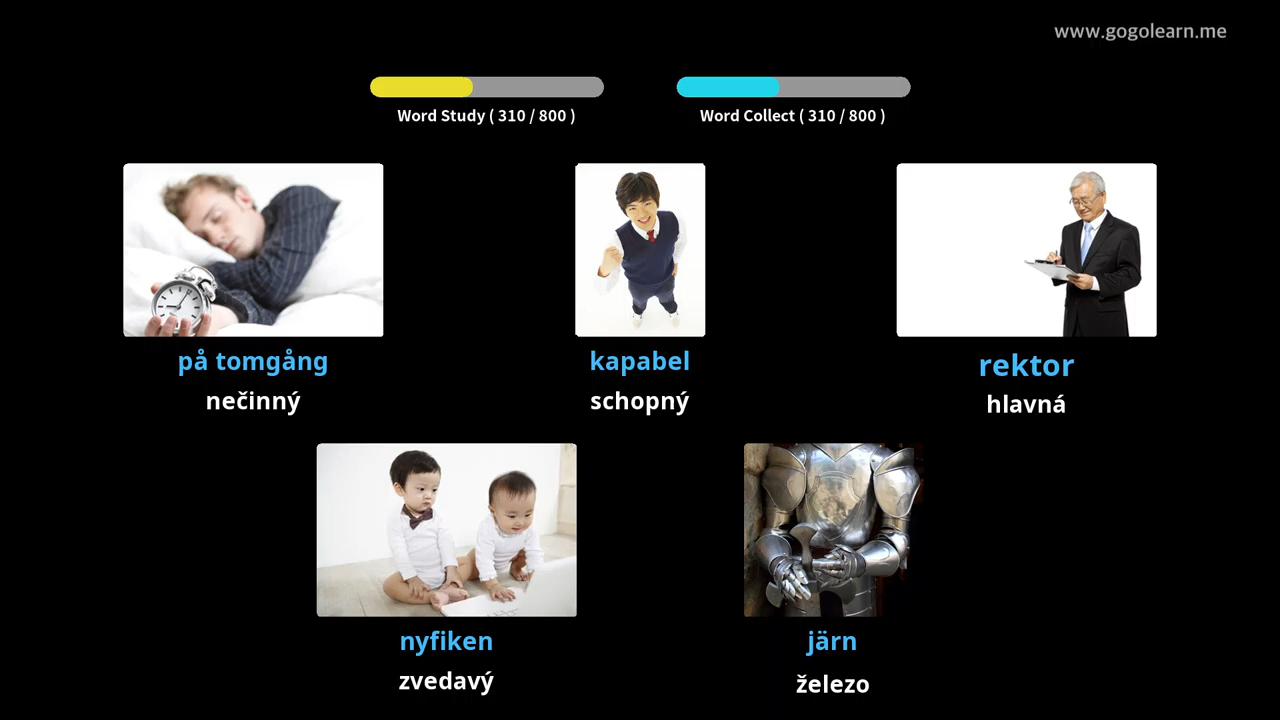 www.gogolearn.me
Word Study ( 310 / 800 )
Word Collect ( 310 / 800 )
på tomgång
nečinný
kapabel
schopný
rektor
hlavná
nyfiken
zvedavý
järn
železo